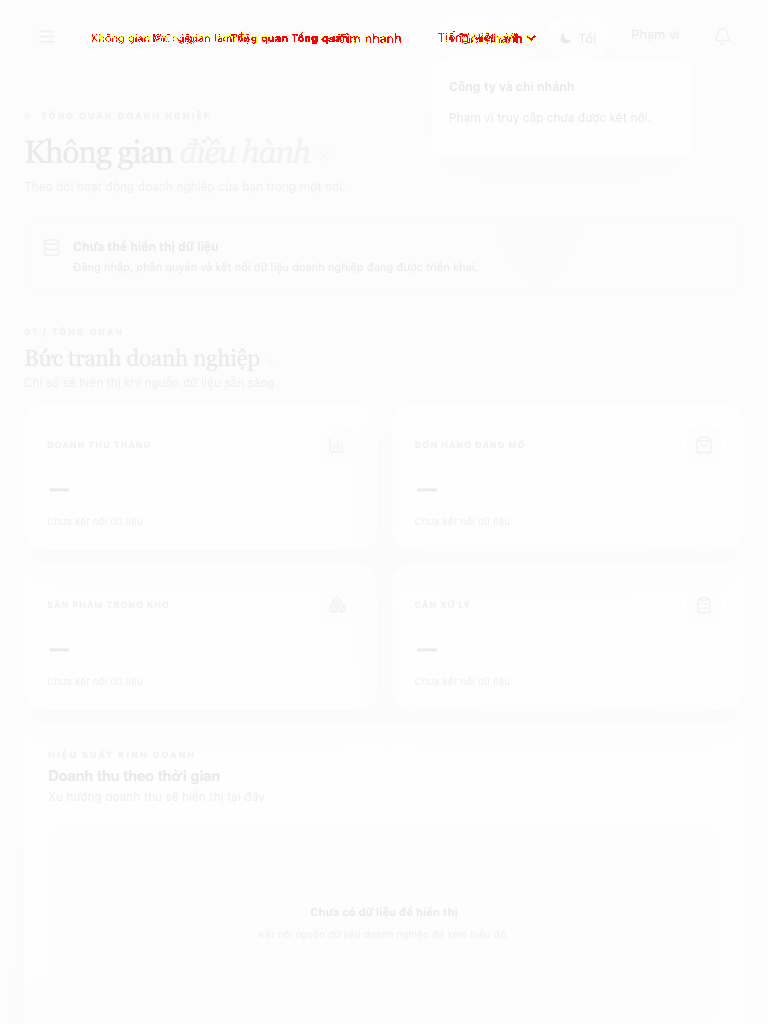 Tổng quan
Tối
Phạm vi
Công ty và chi nhánh
Phạm vi truy cập chưa được kết nối.
TỔNG QUAN DOANH NGHIỆP
Không gian điều hành
Theo dõi hoạt động doanh nghiệp của bạn trong một nơi.
Chưa thể hiển thị dữ liệu
Đăng nhập, phân quyền và kết nối dữ liệu doanh nghiệp đang được triển khai.
01 / TỔNG QUAN
Bức tranh doanh nghiệp
Chỉ số sẽ hiển thị khi nguồn dữ liệu sẵn sàng.
DOANH THU THÁNG
ĐƠN HÀNG ĐANG MỞ
—
—
Chưa kết nối dữ liệu
Chưa kết nối dữ liệu
SẢN PHẨM TRONG KHO
CẦN XỬ LÝ
—
—
Chưa kết nối dữ liệu
Chưa kết nối dữ liệu
HIỆU SUẤT KINH DOANH
Doanh thu theo thời gian
Xu hướng doanh thu sẽ hiển thị tại đây.
Chưa có dữ liệu để hiển thị
Kết nối nguồn dữ liệu doanh nghiệp để xem biểu đồ.